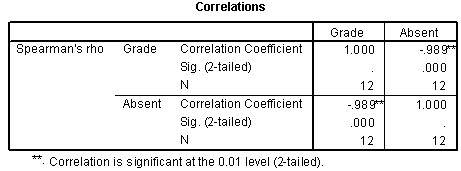 Correlations
Grade Absent
Spearman's rho Grade Correlation Coefficient 1.000 -.989**
Sig. (2-tailed) . .000
N 12 12
Absent Correlation Coefficient -.989** 1.000
Sig. (2-tailed) .000 .
N 12 12
**. Correlation is significant at the 0.01 level (2-tailed).